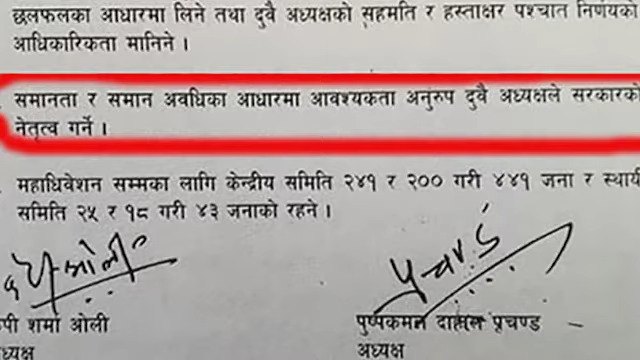 छलफलका आधारमा लिने तथा दुवै अध्यक्षको सहमति र हस्ताक्षर पश्चात निर्णयको
आधिकारिकता मानिने ।
समानता र समान अवधिका आधारमा आवश्यकता अनुरुप दुवै अध्यक्षले सरकारको
नेतृत्व गर्ने ।
महाधिवेशन सम्मका लागि केन्द्रीय समिति २४१ र २०० गरी ४४१ जना र स्थायी
समिति २५ र १८ गरी ४३ जनाको रहने ।
प्रचण्ड
पी शर्मा ओली
पुष्पकमल दाहाल प्रचण्ड
ध्यक्ष
अध्यक्ष